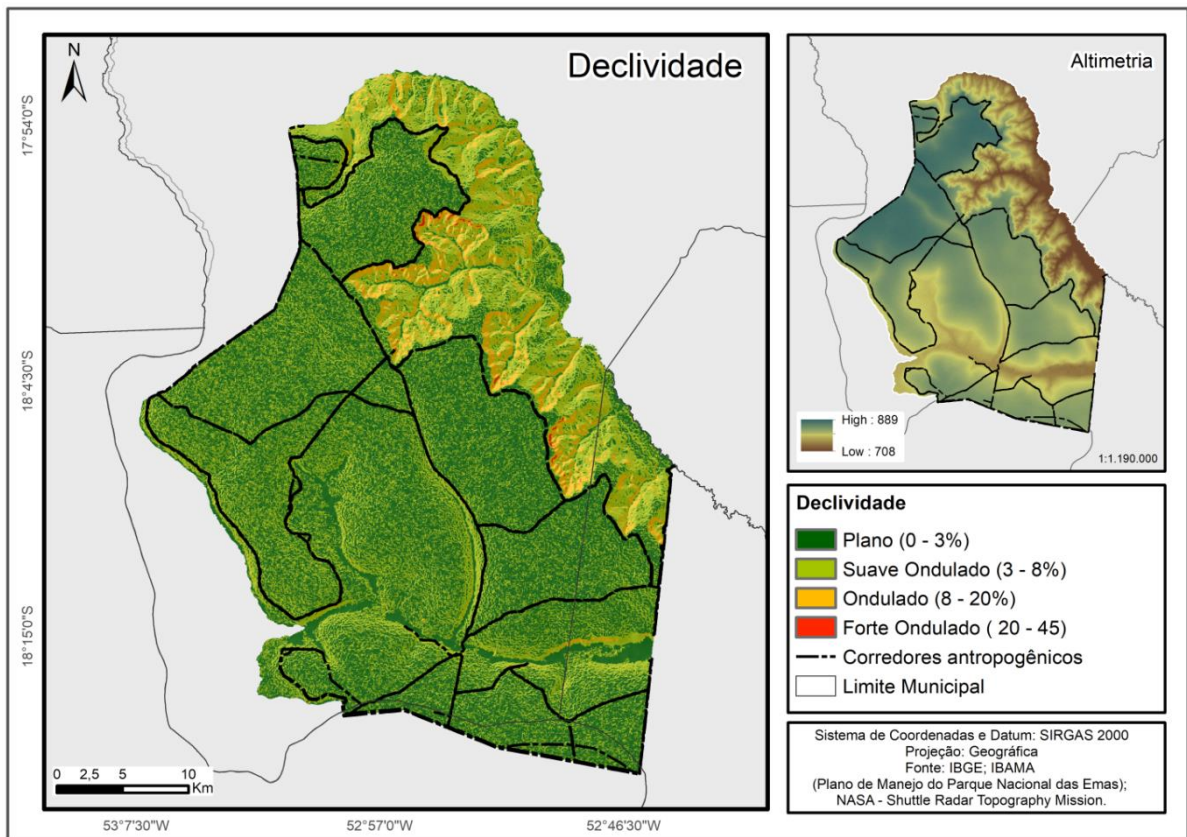 N
Declividade
17°54'0"S
18°4'30"S
18°15'0"S
0 2,5 5 10
Km
53°7'30"W
52°57'0"W
52°46'30"W
Altimetria
High : 889
Low : 708
1:1.190.000
Declividade
Plano (0 - 3%)
Suave Ondulado (3 - 8%)
Ondulado (8 - 20%)
Forte Ondulado ( 20 - 45)
Corredores antropogênicos
Limite Municipal
Sistema de Coordenadas e Datum: SIRGAS 2000
Projeção: Geográfica
Fonte: IBGE; IBAMA
(Plano de Manejo do Parque Nacional das Emas);
NASA - Shuttle Radar Topography Mission.